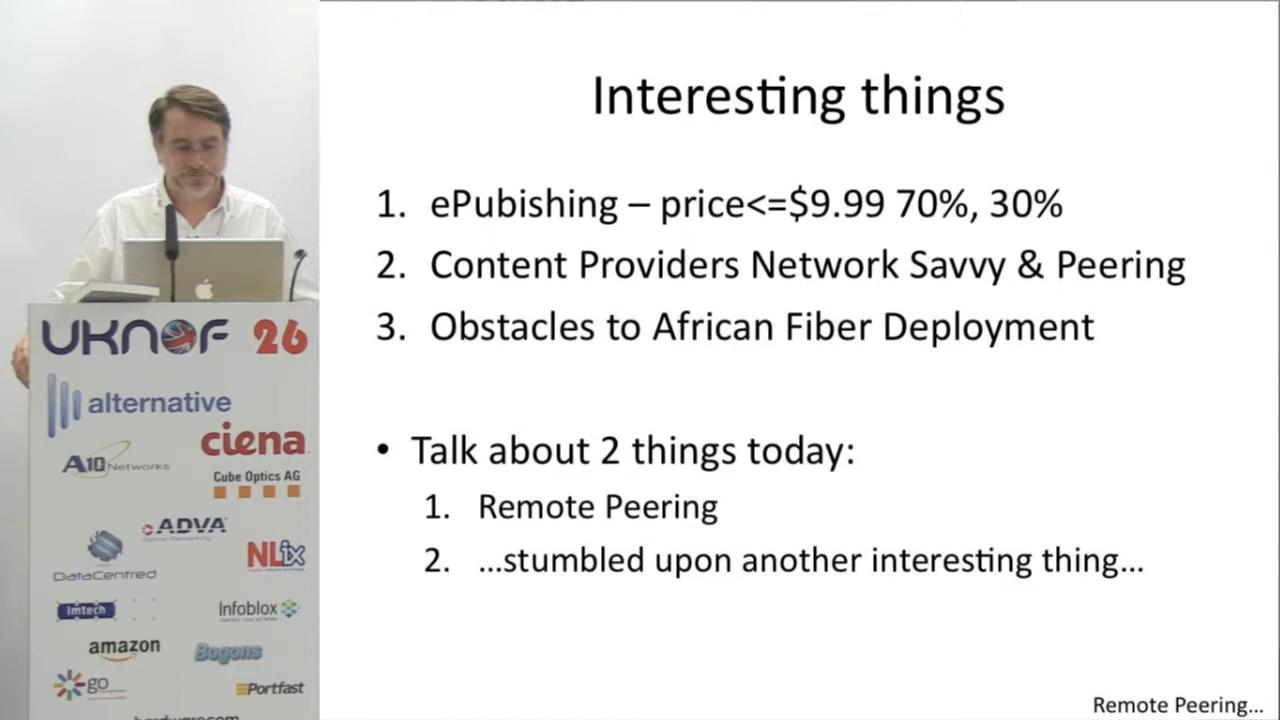 Interesting things
1. ePubishing – price<=$9.99 70%, 30%
2. Content Providers Network Savvy & Peering
3. Obstacles to African Fiber Deployment
• Talk about 2 things today:
1. Remote Peering
2. …stumbled upon another interesting thing…
Remote Peering…
UKNOF 26
alternative
ciena
A10 Networks
Cube Optics AG
ADVA
DataCentred
NLix
Imtech
Infoblox
amazon
Bogons
go
Portfast